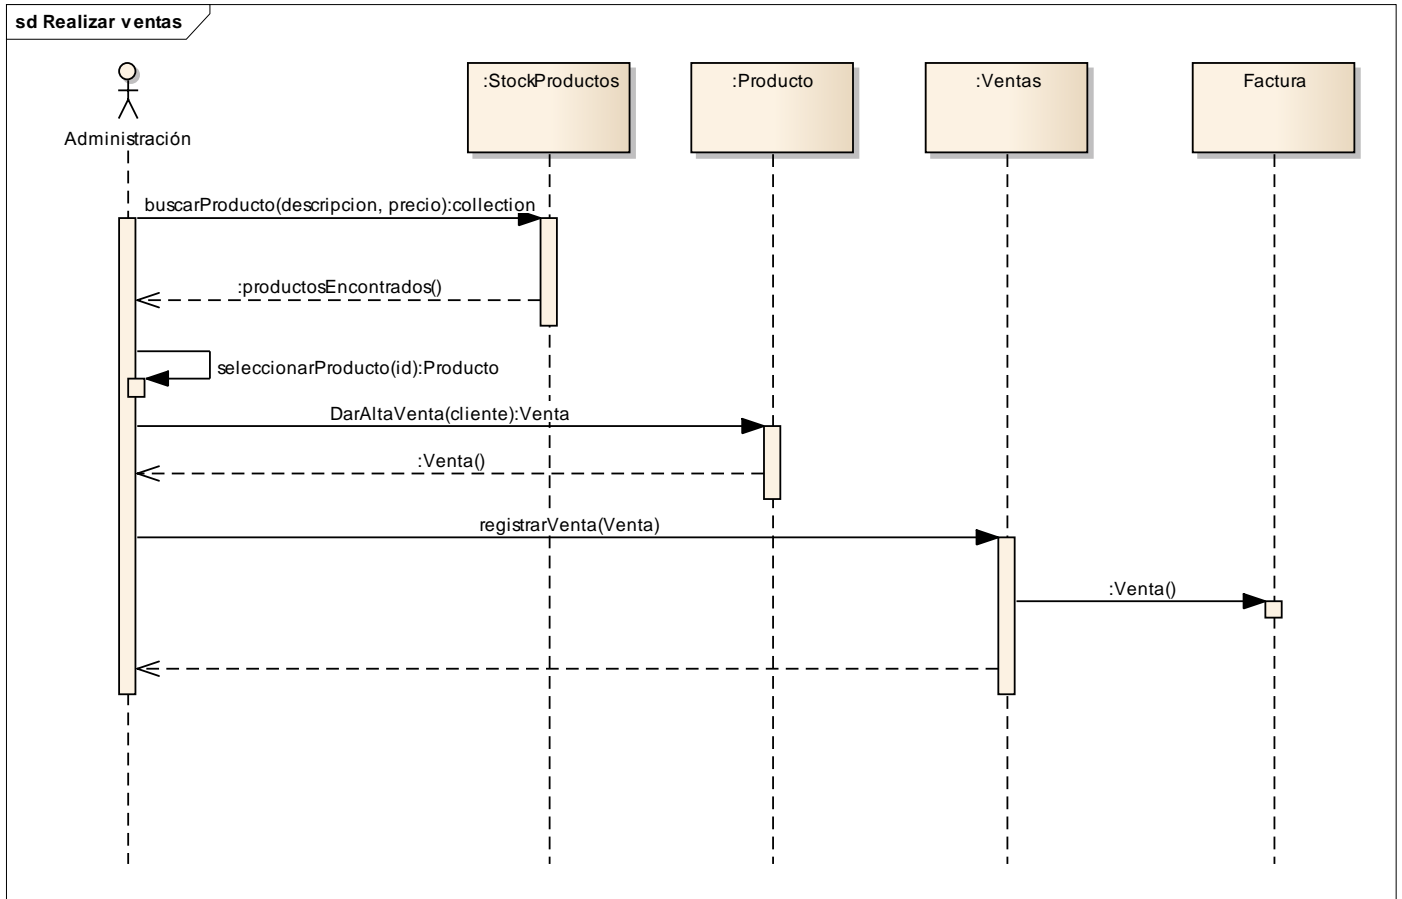 sd Realizar ventas
Administración
:StockProductos
:Producto
:Ventas
Factura
buscarProducto(descripcion, precio):collection
:productosEncontrados()
seleccionarProducto(id):Producto
DarAltaVenta(cliente):Venta
:Venta()
registrarVenta(Venta)
:Venta()